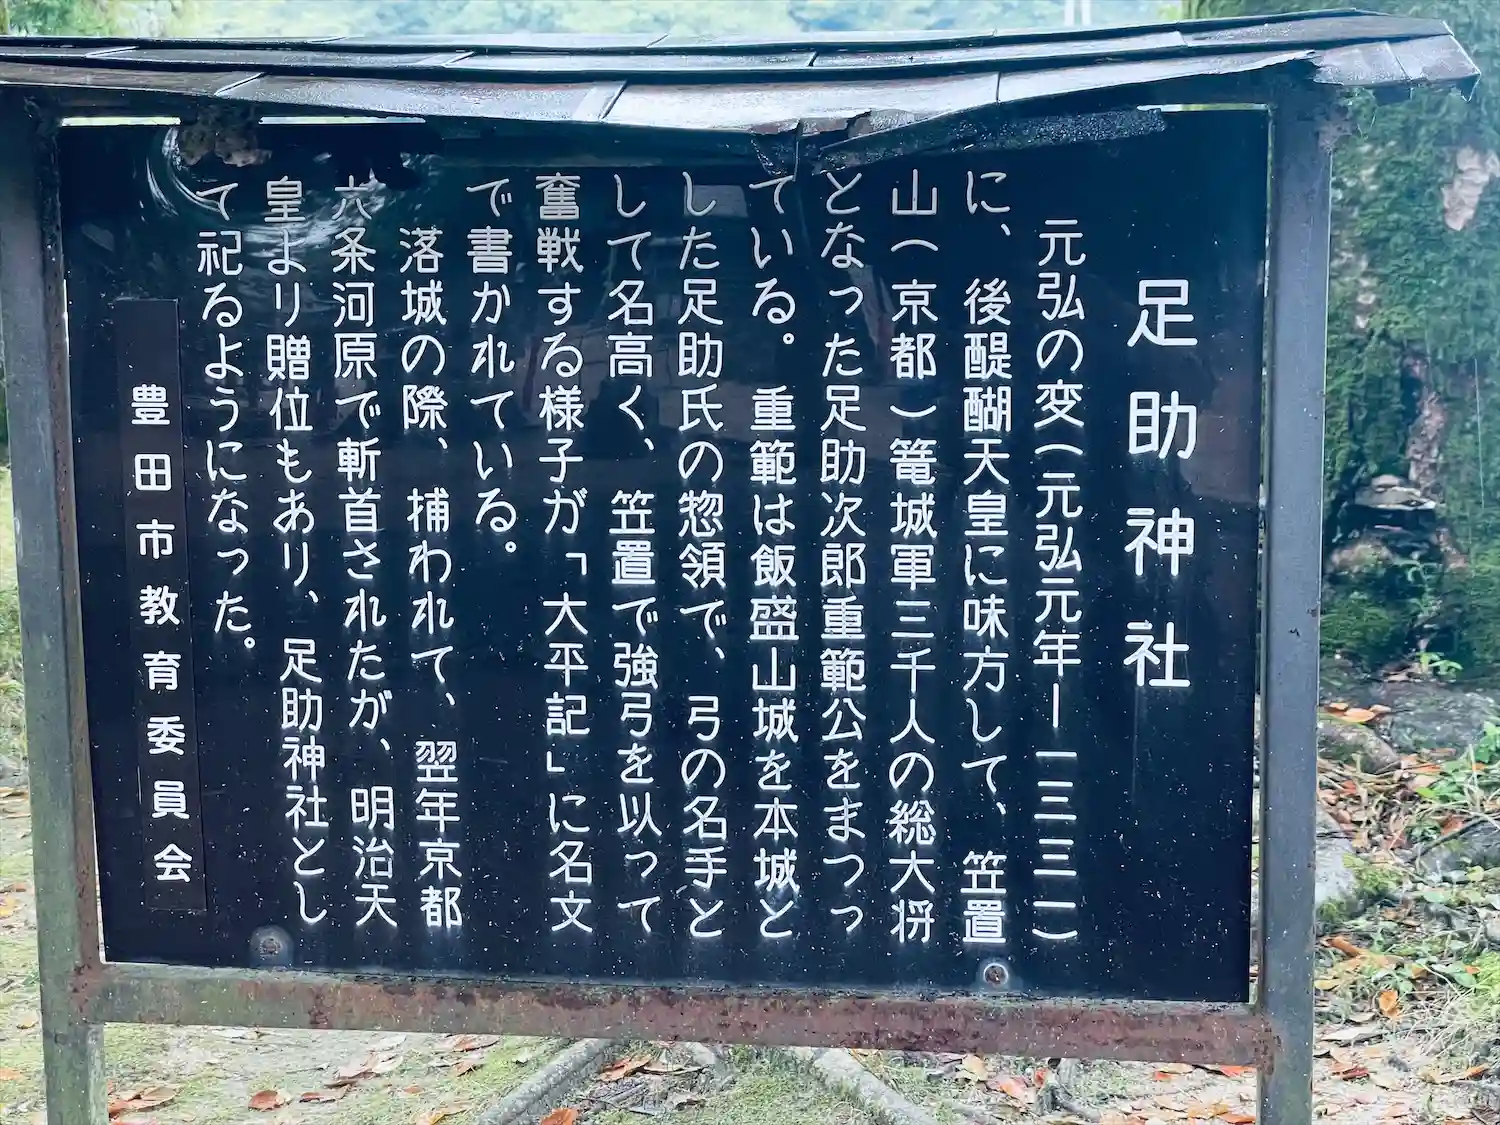 足助神社
元弘の変(元弘元年ー一三三一)
に、後醍醐天皇に味方して、笠置
山(京都)篭城軍三千人の総大将
となった足助次郎重範公をまつっ
ている。重範は飯盛山城を本城と
した足助氏の惣領で、弓の名手と
して名高く、笠置で強弓を以って
奮戦する様子が「大平記」に名文
で書かれている。
落城の際、捕われて、翌年京都
六条河原で斬首されたが、明治天
皇より贈位もあり、足助神社とし
て祀るようになった。
豊田市教育委員会